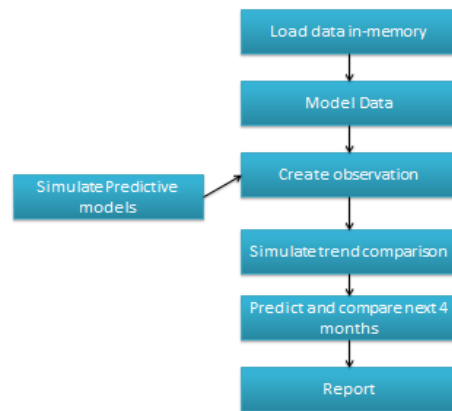 Load data in-memory
Model Data
Simulate Predictive
models
Create observation
Simulate trend comparison
Predict and compare next 4
months
Report